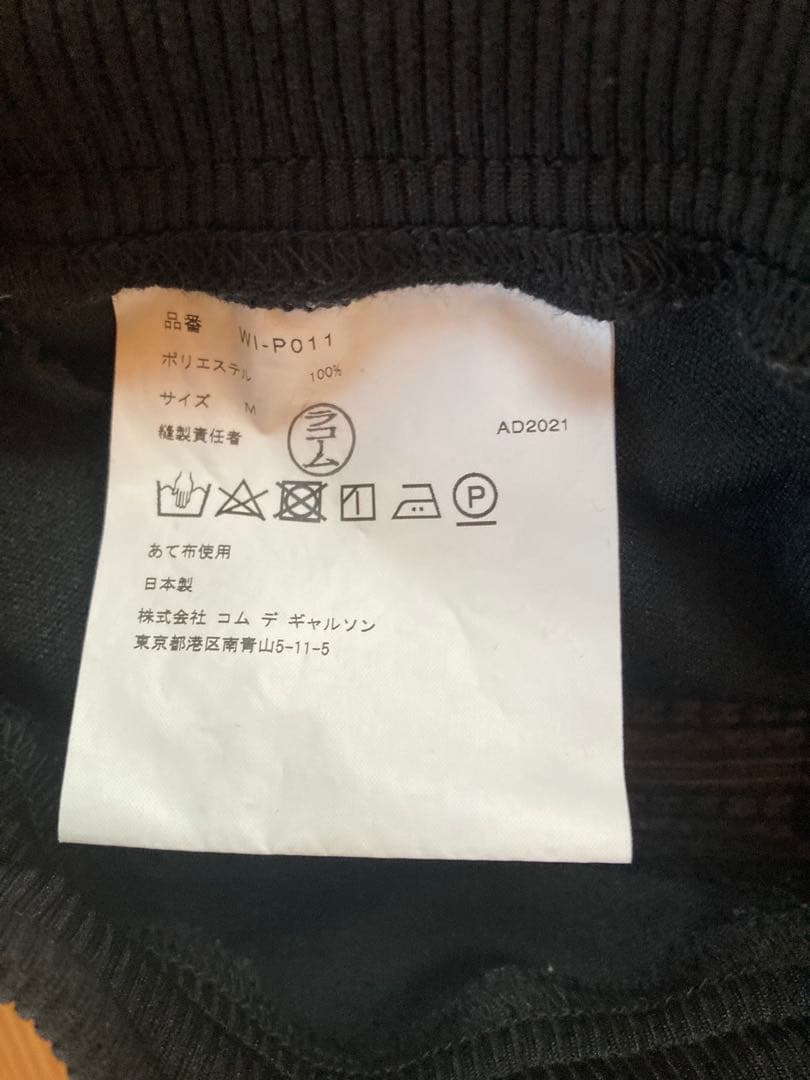 品番 WI-P011
ポリエステル 100%
サイズ M
縫製責任者 ラコーム AD2021
P
あて布使用
日本製
株式会社 コム デ ギャルソン
東京都港区南青山5-11-5